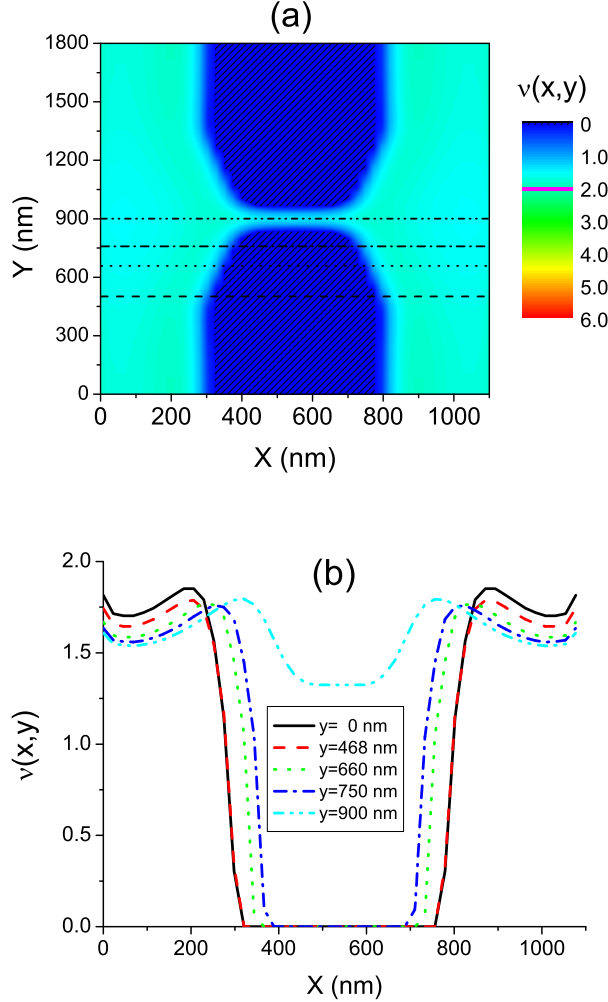 (a)
1800
1500
1200
900
600
300
0
Y (nm)
0 200 400 600 800 1000
X (nm)
ν(x,y)
0
1.0
2.0
3.0
4.0
5.0
6.0
(b)
2.0
1.5
1.0
0.5
0.0
ν(x,y)
y= 0 nm
y=468 nm
y=660 nm
y=750 nm
y=900 nm
0 200 400 600 800 1000
X (nm)